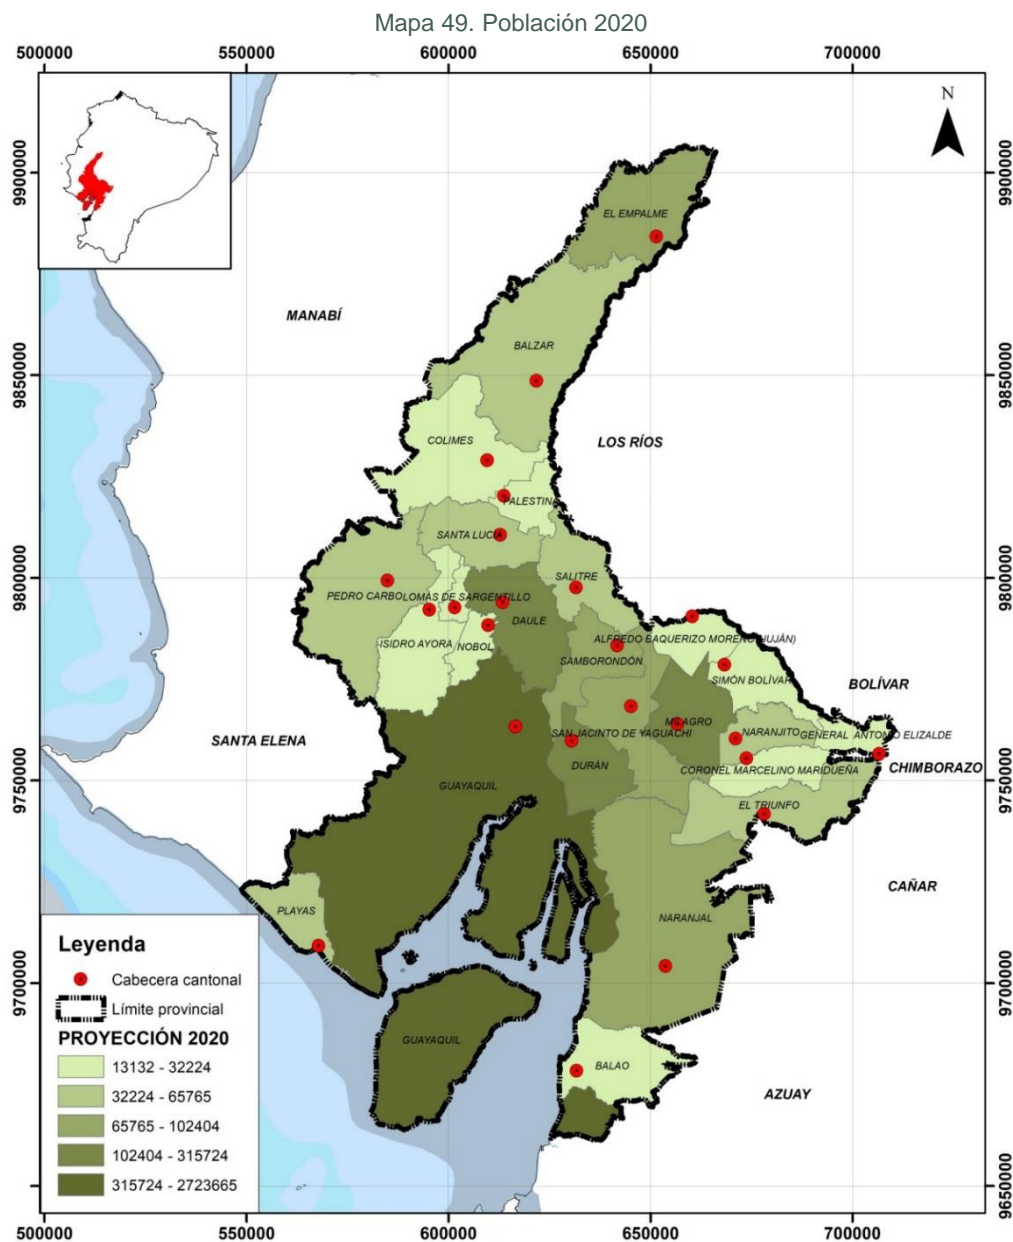 Mapa 49. Población 2020
500000 550000 600000 650000 700000
N
9900000 9900000
EL EMPALME
MANABÍ
BALZAR
9850000 9850000
COLIMES
LOS RÍOS
PALESTINA
SANTA LUCÍA
9800000 9800000
SALITRE
PEDRO CARBO LOMAS DE SARGENTILLO
DAULE
ALFREDO BAQUERIZO MORENO (JUJÁN)
ISIDRO AYORA
NOBOL
SAMBORONDÓN
SIMÓN BOLÍVAR
BOLÍVAR
MILAGRO
SANTA ELENA
SAN JACINTO DE YAGUACHI
NARANJITO
GENERAL ANTONIO ELIZALDE
DURÁN
CORONEL MARCELINO MARIDUEÑA
CHIMBORAZO
9750000 9750000
GUAYAQUIL
EL TRIUNFO
CAÑAR
PLAYAS
NARANJAL
9700000 9700000
GUAYAQUIL
BALAO
AZUAY
9650000 9650000
Leyenda
Cabecera cantonal
Límite provincial
PROYECCIÓN 2020
13132 - 32224
32224 - 65765
65765 - 102404
102404 - 315724
315724 - 2723665
500000 550000 600000 650000 700000